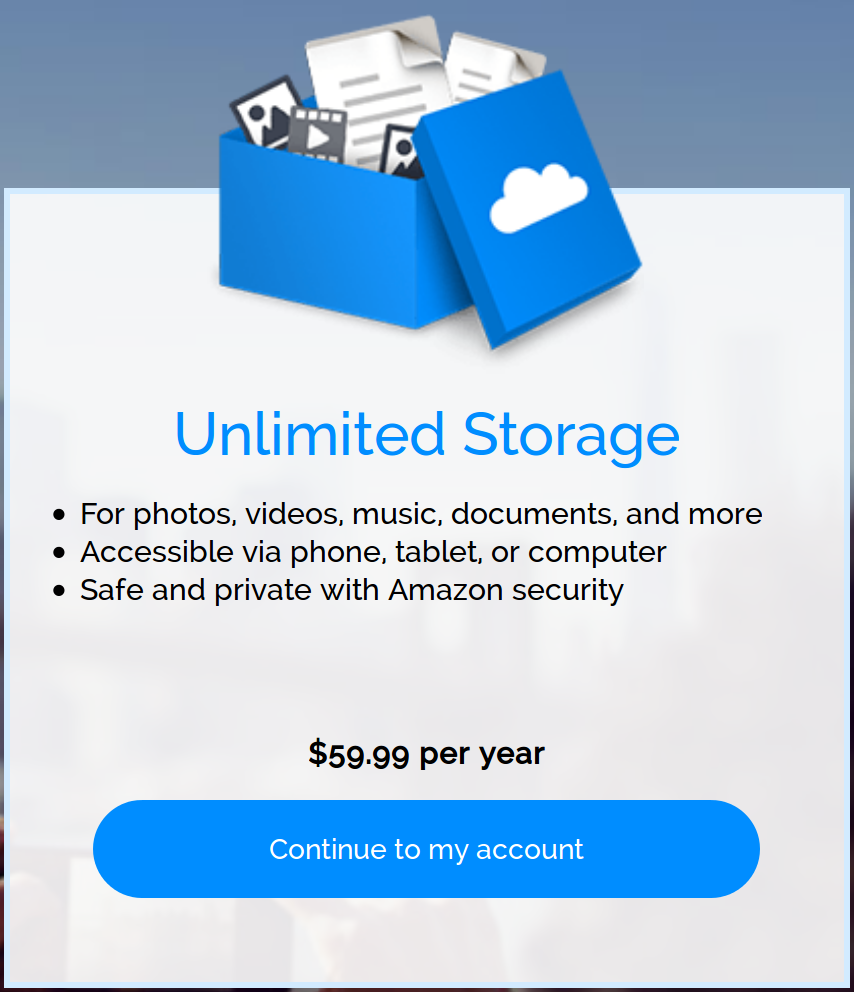 Unlimited Storage
• For photos, videos, music, documents, and more
• Accessible via phone, tablet, or computer
• Safe and private with Amazon security
$59.99 per year
Continue to my account